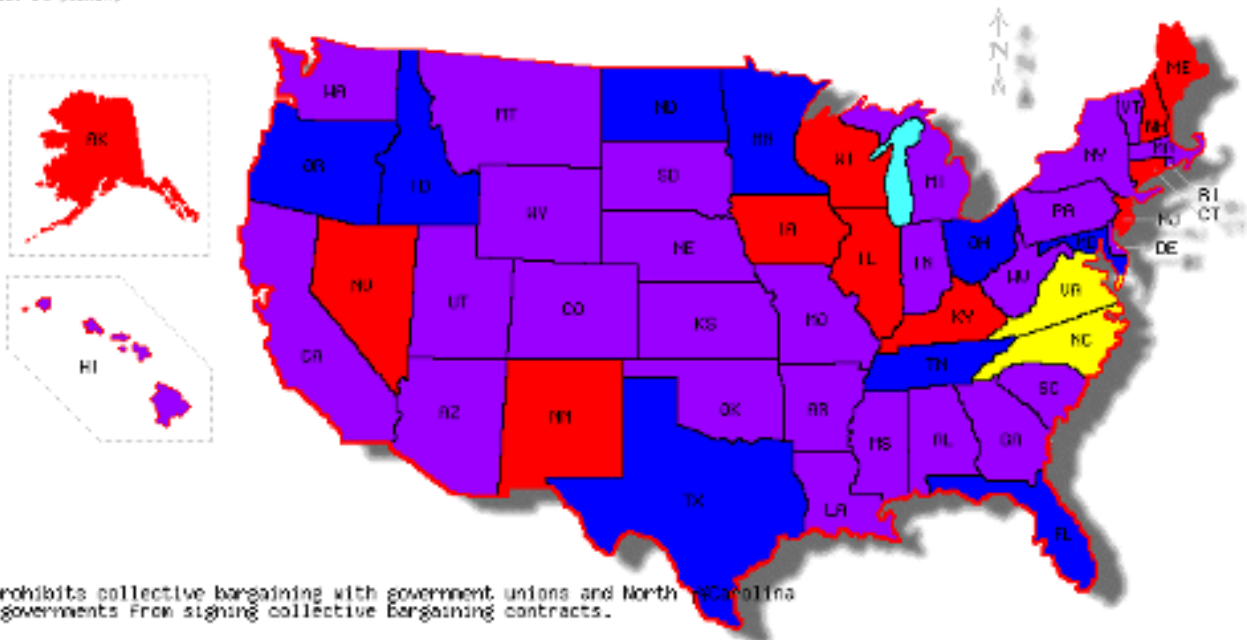 ME
WA
MT
ND
MN
VT
NH
AK
OR
ID
SD
WI
NY
MI
WY
RI
IA
PA
NJ
CT
NE
OH
MD
DE
IL
IN
NV
WV
VA
UT
CO
KS
MO
KY
NC
CA
HI
TN
SC
AZ
NM
OK
AR
MS
AL
GA
TX
LA
FL
N
rohibits collective bargaining with government unions and North Carolina
governments from signing collective bargaining contracts.